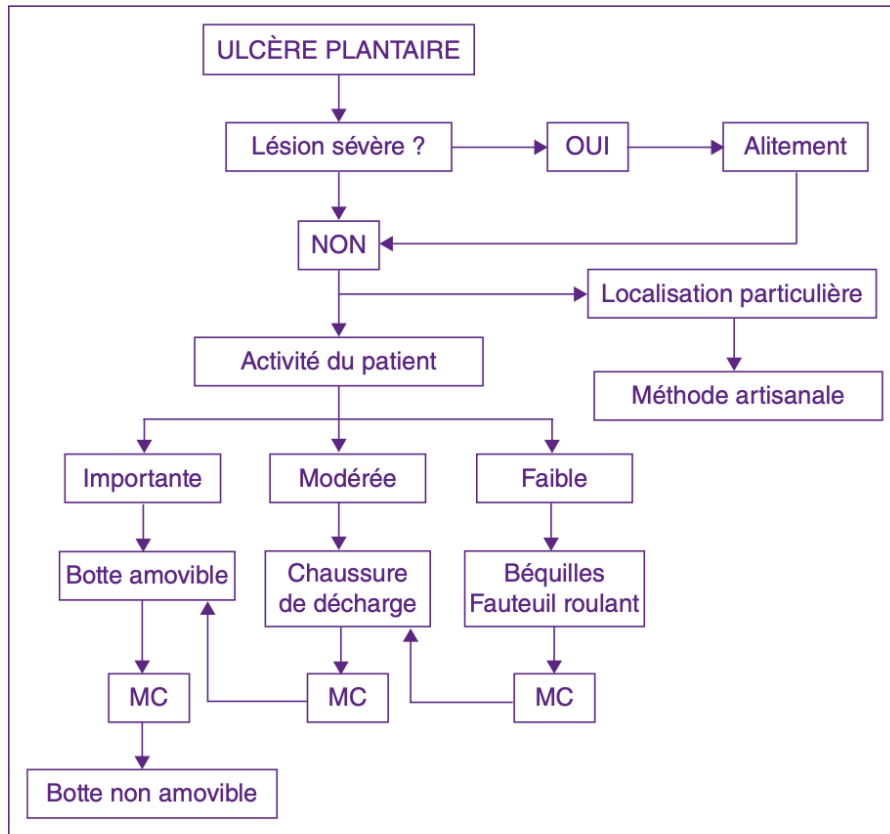 ULCÈRE PLANTAIRE
Lésion sévère ?
OUI
Alitement
NON
Localisation particulière
Activité du patient
Méthode artisanale
Importante
Modérée
Faible
Botte amovible
Chaussure
de décharge
Béquilles
Fauteuil roulant
MC
MC
MC
Botte non amovible